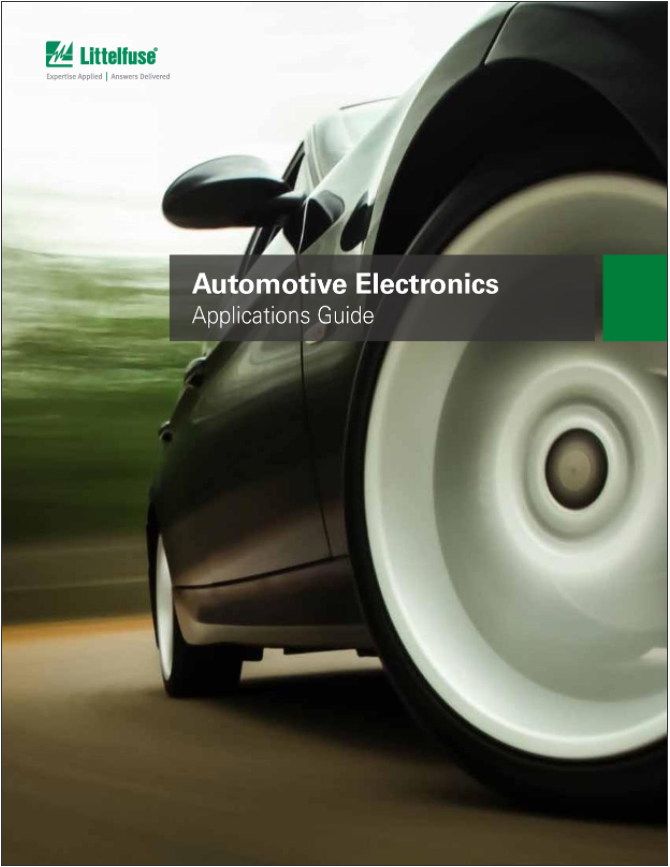 Littelfuse®
Expertise Applied | Answers Delivered
Automotive Electronics
Applications Guide